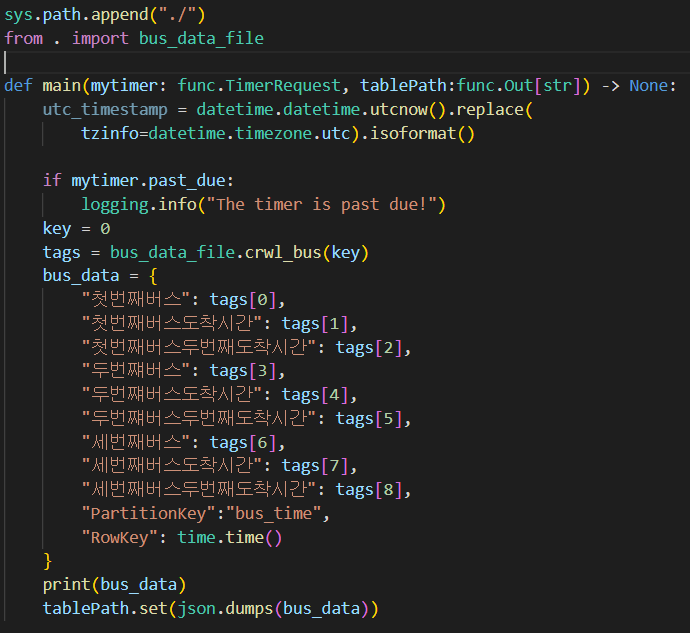 sys.path.append("./")
from . import bus_data_file
def main(mytimer: func.TimerRequest, tablePath:func.Out[str]) -> None:
    utc_timestamp = datetime.datetime.utcnow().replace(
        tzinfo=datetime.timezone.utc).isoformat()
    if mytimer.past_due:
        logging.info("The timer is past due!")
    key = 0
    tags = bus_data_file.crwl_bus(key)
    bus_data = {
        "첫번째버스": tags[0],
        "첫번째버스도착시간": tags[1],
        "첫번째버스두번째도착시간": tags[2],
        "두번째버스": tags[3],
        "두번째버스도착시간": tags[4],
        "두번째버스두번째도착시간": tags[5],
        "세번째버스": tags[6],
        "세번째버스도착시간": tags[7],
        "세번째버스두번째도착시간": tags[8],
        "PartitionKey":"bus_time",
        "RowKey": time.time()
    }
    print(bus_data)
    tablePath.set(json.dumps(bus_data))